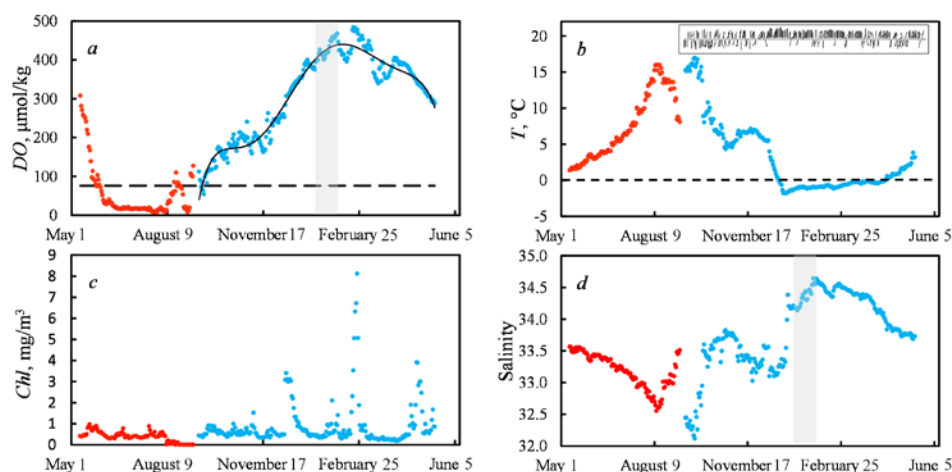 a
DO, μmol/kg
500
400
300
200
100
0
May 1 August 9 November 17 February 25 June 5
b
T, °C
20
15
10
5
0
-5
May 1 August 9 November 17 February 25 June 5
c
Chl, mg/m³
9
8
7
6
5
4
3
2
1
0
May 1 August 9 November 17 February 25 June 5
d
Salinity
35.0
34.5
34.0
33.5
33.0
32.5
32.0
May 1 August 9 November 17 February 25 June 5